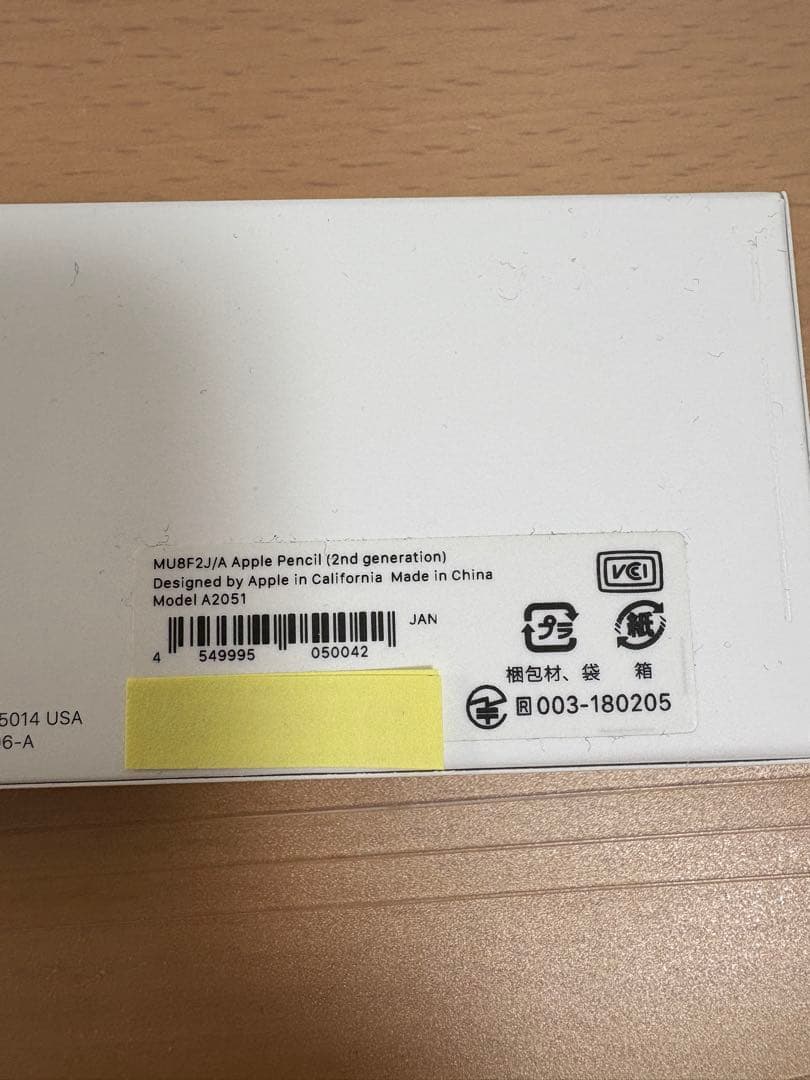 MU8F2J/A Apple Pencil (2nd generation)
Designed by Apple in California Made in China
Model A2051
JAN
4 549995 050042
VCCI
プラ
紙
梱包材、袋 箱
R 003-180205
5014 USA
6-A